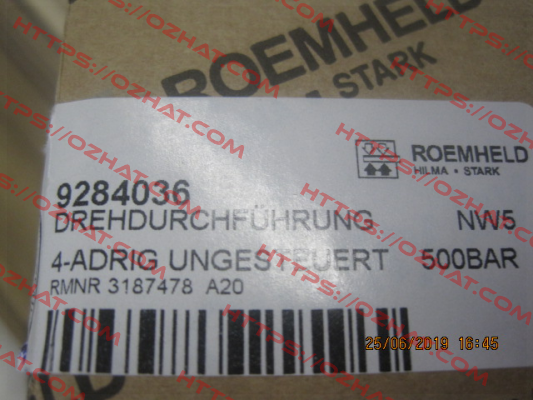 ROEMHELD
HILMA • STARK
ROEMHELD
HILMA • STARK
9284036
DREHDURCHFÜHRUNG NW5
4-ADRIG UNGESTEUERT 500BAR
RMNR 3187478 A20
25/06/2019 16:45
HTTPS://OZHAT.COM